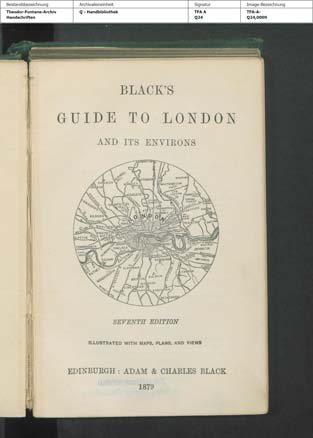 Bestandsbezeichnung Archivalieneinheit Signatur Image-Bezeichnung
Theodor-Fontane-Archiv Q - Handbibliothek TFA A TFA-A-
Handschriften Q24 Q24,0009
BLACK'S
GUIDE TO LONDON
AND ITS ENVIRONS
LONDON
SEVENTH EDITION
ILLUSTRATED WITH MAPS, PLANS, AND VIEWS
EDINBURGH : ADAM & CHARLES BLACK
1879